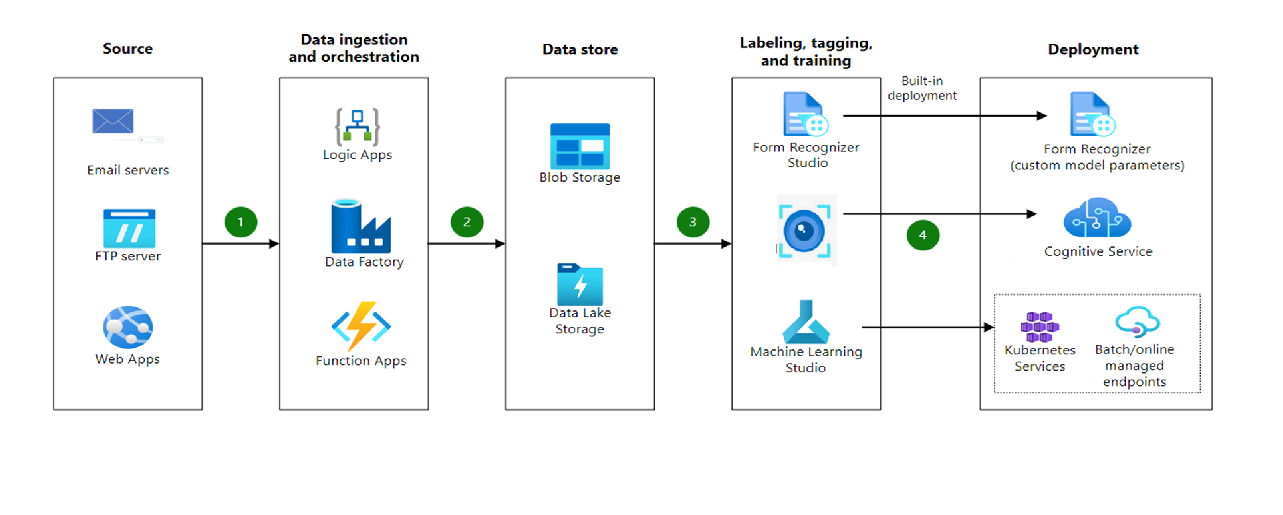 Source
Data ingestion
and orchestration
Data store
Labeling, tagging,
and training
Deployment
Email servers
FTP server
Web Apps
1
Logic Apps
Data Factory
Function Apps
2
Blob Storage
Data Lake
Storage
3
Form Recognizer
Studio
Machine Learning
Studio
Built-in
deployment
4
Form Recognizer
(custom model parameters)
Cognitive Service
Kubernetes
Services
Batch/online
managed
endpoints